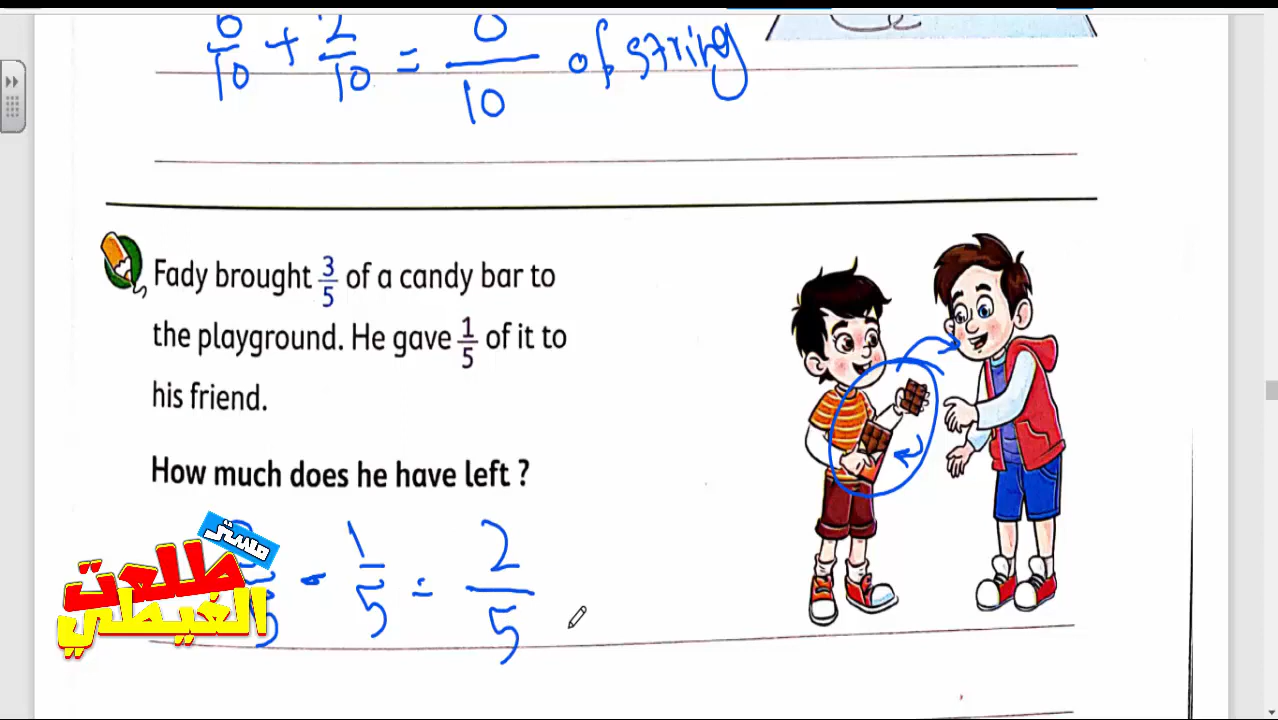 6/10 + 2/10 = 8/10 of string
Fady brought 3/5 of a candy bar to
the playground. He gave 1/5 of it to
his friend.
How much does he have left ?
3/5 - 1/5 = 2/5
مستر
طلعت
الغيطي